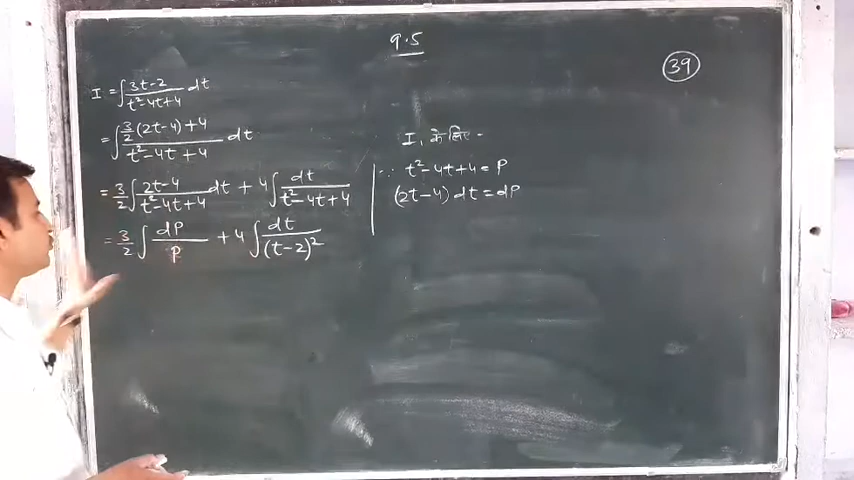 9.5
39
I = ∫ 3t-2 / t²-4t+4 dt
= ∫ 3/2 (2t-4)+4 / t²-4t+4 dt
= 3/2 ∫ 2t-4 / t²-4t+4 dt + 4 ∫ dt / t²-4t+4
= 3/2 ∫ dP / P + 4 ∫ dt / (t-2)²
I₁ के लिए -
∵ t²-4t+4 = P
(2t-4) dt = dP